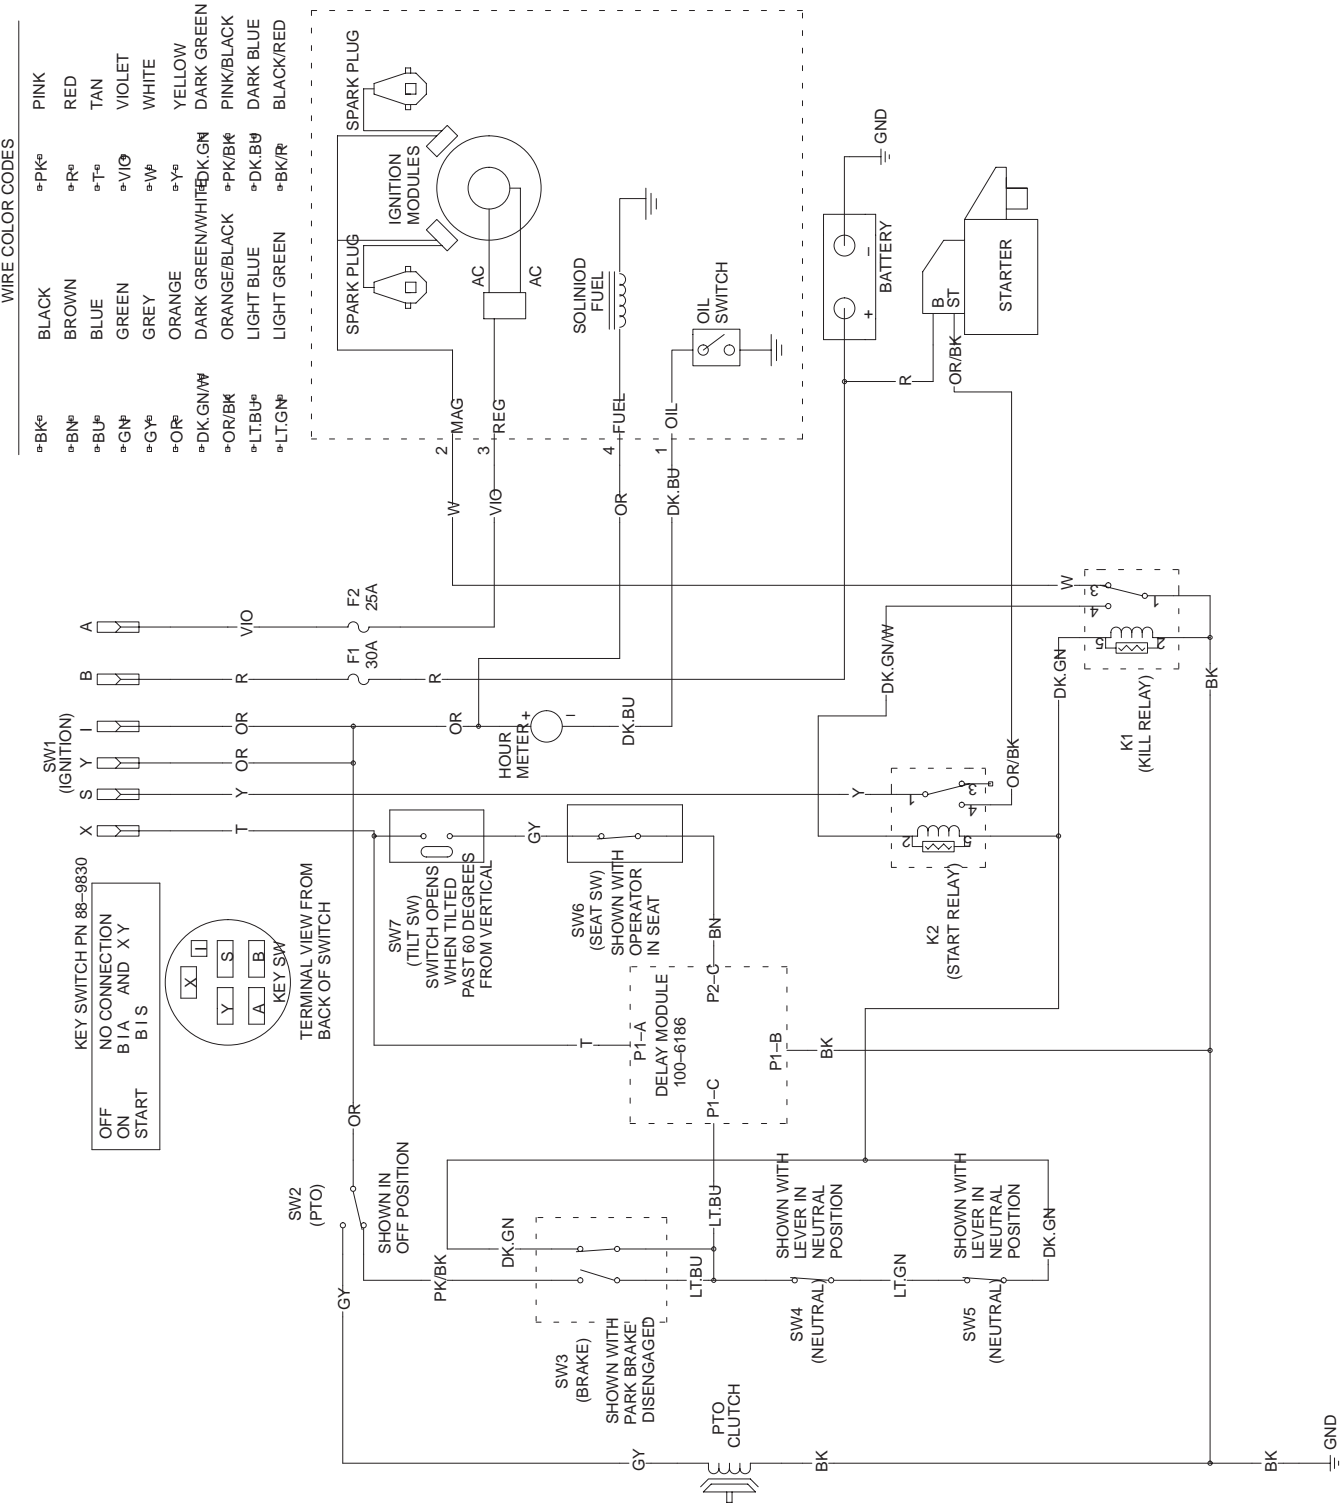 WIRE COLOR CODES
BK BLACK
BN BROWN
BU BLUE
GN GREEN
GY GREY
OR ORANGE
DK.GN/W DARK GREEN/WHITE
OR/BK ORANGE/BLACK
LT.BU LIGHT BLUE
LT.GN LIGHT GREEN
PK PINK
R RED
T TAN
VIO VIOLET
W WHITE
Y YELLOW
DK.GN DARK GREEN
PK/BK PINK/BLACK
DK.BU DARK BLUE
BK/R BLACK/RED
SPARK PLUG
SPARK PLUG
IGNITION
MODULES
AC
AC
SOLINIOD
FUEL
OIL
SWITCH
2
MAG
3
REG
4
FUEL
1
OIL
W
VIO
OR
DK.BU
GND
BATTERY
+
–
B
ST
STARTER
R
OR/BK
SW1
(IGNITION)
A
B
I
Y
S
X
VIO
R
OR
OR
Y
T
F2
25A
F1
30A
R
OR
HOUR
METER
+
–
DK.BU
KEY SWITCH PN 88–9830
OFF NO CONNECTION
ON B I A AND X Y
START B I S
X
I
Y
S
A
B
KEY SW
TERMINAL VIEW FROM
BACK OF SWITCH
SW7
(TILT SW)
SWITCH OPENS
WHEN TILTED
PAST 60 DEGREES
FROM VERTICAL
GY
SW6
(SEAT SW)
SHOWN WITH
OPERATOR
IN SEAT
BN
Y
DK.GN/W
1
3
4
2
5
K2
(START RELAY)
OR/BK
W
3
4
1
5
2
DK.GN
K1
(KILL RELAY)
BK
T
P1–A
P2–C
DELAY MODULE
100–6186
P1–C
P1–B
BK
OR
SW2
(PTO)
SHOWN IN
OFF POSITION
GY
PK/BK
DK.GN
SW3
(BRAKE)
SHOWN WITH
PARK BRAKE
DISENGAGED
LT.BU
LT.BU
SHOWN WITH
LEVER IN
NEUTRAL
POSITION
SW4
(NEUTRAL)
LT.GN
SHOWN WITH
LEVER IN
NEUTRAL
POSITION
SW5
(NEUTRAL)
DK.GN
GY
PTO
CLUTCH
BK
BK
GND